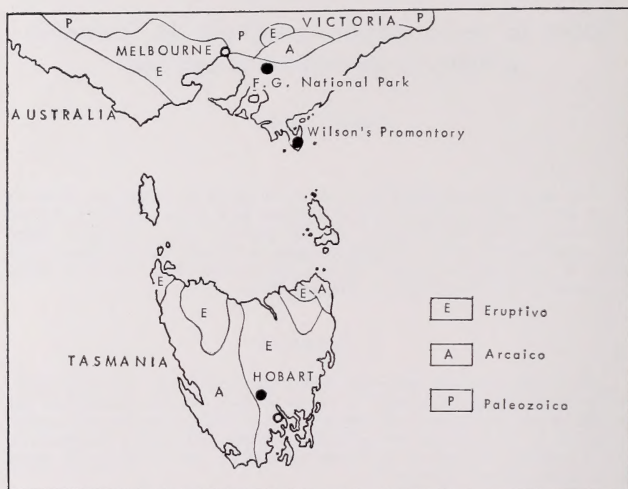 P
P
E
VICTORIA
P
MELBOURNE
A
E
F.G. National Park
AUSTRALIA
Wilson's Promontory
E
E
E
A
E
E Eruptivo
TASMANIA
A
HOBART
A Arcaico
P Paleozoico